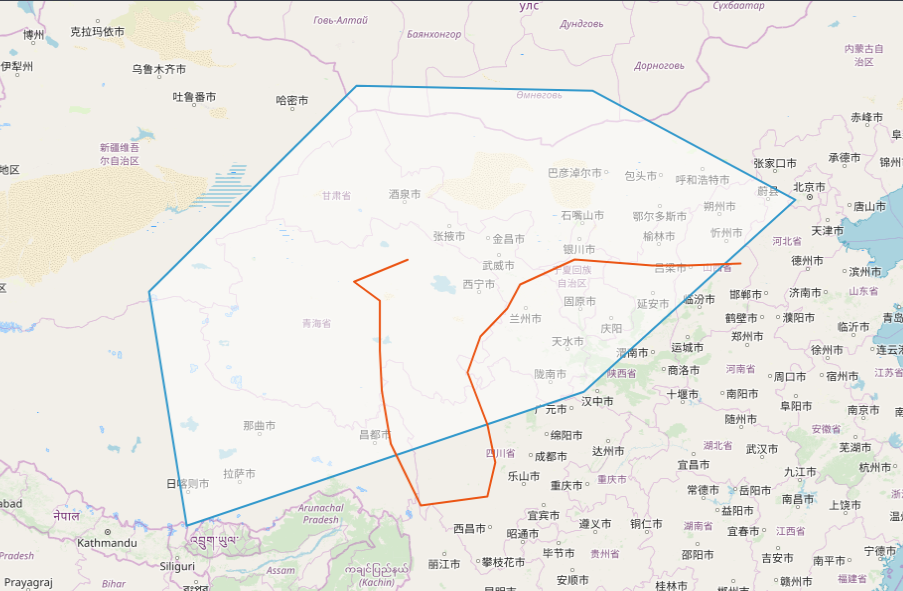 улс
Сүхбаатар
Говь-Алтай
Дундговь
克拉玛依市
博州
Баянхонгор
内蒙古自
治区
伊犁州
乌鲁木齐市
Дорноговь
吐鲁番市
哈密市
Өмнөговь
赤峰市
新疆维吾
尔自治区
张家口市
承德市
锦州
地区
巴彦淖尔市
包头市
呼和浩特市
蔚县
北京市
甘肃省
酒泉市
石嘴山市
鄂尔多斯市
朔州市
唐山市
张掖市
金昌市
银川市
榆林市
忻州市
天津市
河北省
武威市
宁夏回族
自治区
吕梁市
山西省
德州市
滨州市
西宁市
固原市
延安市
临汾市
邯郸市
济南市
山东省
青海省
兰州市
庆阳
鹤壁市
濮阳市
临沂市
青岛
天水市
渭南市
运城市
郑州市
徐州市
连云
陇南市
陕西省
商洛市
河南省
周口市
宿州市
江苏省
广元市
汉中市
十堰市
南阳市
阜阳市
南京市
那曲市
昌都市
随州市
安徽省
绵阳市
达州市
湖北省
武汉市
芜湖市
四川省
成都市
宜昌市
九江市
杭州市
拉萨市
日喀则市
乐山市
重庆市
重庆市
常德市
岳阳市
南昌市
abad
नेपाल
Arunachal
Pradesh
宜宾市
益阳市
上饶市
Kathmandu
西昌市
昭通市
遵义市
铜仁市
湖南省
宜春市
江西省
Pradesh
Siliguri
Assam
丽江市
攀枝花市
毕节市
贵州省
邵阳市
吉安市
南平市
宁德市
Prayagraj
Bihar
(Kachin)
安顺市
桂林市
赣州市
福建省